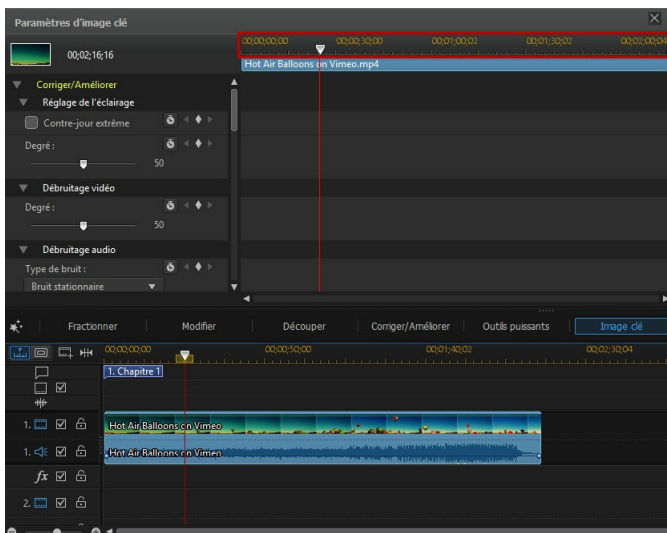 Paramètres d'image clé
00;02;16;16
00;00;00;00 00;00;30;00 00;01;00;02 00;01;30;02 00;02;00;04
Hot Air Balloons on Vimeo.mp4
Corriger/Améliorer
Réglage de l'éclairage
Contre-jour extrême
Degré :
50
Débruitage vidéo
Degré :
50
Débruitage audio
Type de bruit :
Bruit stationnaire
Fractionner Modifier Découper Corriger/Améliorer Outils puissants Image clé
00;00;00;00 00;00;50;00 00;01;40;02 00;02;30;04
1. Chapitre 1
1. Hot Air Balloons on Vimeo
1. Hot Air Balloons on Vimeo
fx
2.